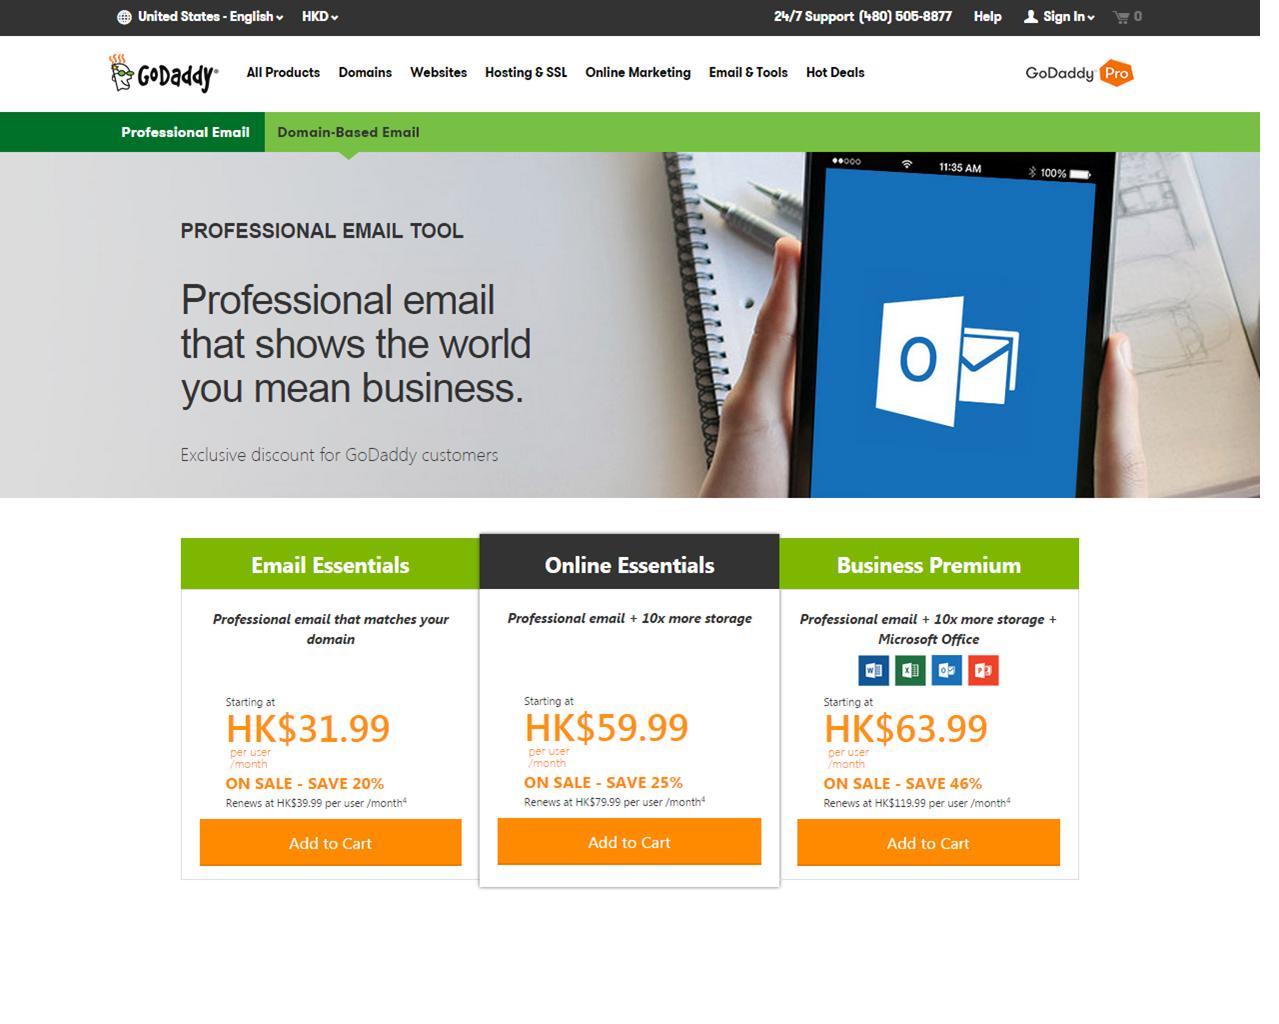 United States - English HKD 24/7 Support (480) 505-8877 Help Sign In 0
GoDaddy All Products Domains Websites Hosting & SSL Online Marketing Email & Tools Hot Deals GoDaddy Pro
Professional Email Domain-Based Email
11:35 AM 100%
PROFESSIONAL EMAIL TOOL
Professional email
that shows the world
you mean business.
Exclusive discount for GoDaddy customers
Email Essentials
Professional email that matches your
domain
Starting at
HK$31.99
per user
/month
ON SALE - SAVE 20%
Renews at HK$39.99 per user /month4
Add to Cart
Online Essentials
Professional email + 10x more storage
Starting at
HK$59.99
per user
/month
ON SALE - SAVE 25%
Renews at HK$79.99 per user /month4
Add to Cart
Business Premium
Professional email + 10x more storage +
Microsoft Office
Starting at
HK$63.99
per user
/month
ON SALE - SAVE 46%
Renews at HK$119.99 per user /month4
Add to Cart